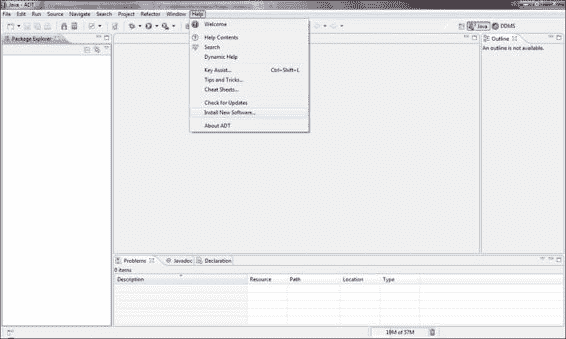 Java - ADT
File Edit Run Source Navigate Search Project Refactor Window Help
Package Explorer
Welcome
Help Contents
Search
Dynamic Help
Key Assist... Ctrl+Shift+L
Tips and Tricks...
Cheat Sheets...
Check for Updates
Install New Software...
About ADT
Java DDMS
Outline
An outline is not available.
Problems @ Javadoc Declaration
0 items
Description Resource Path Location Type
19M of 57M